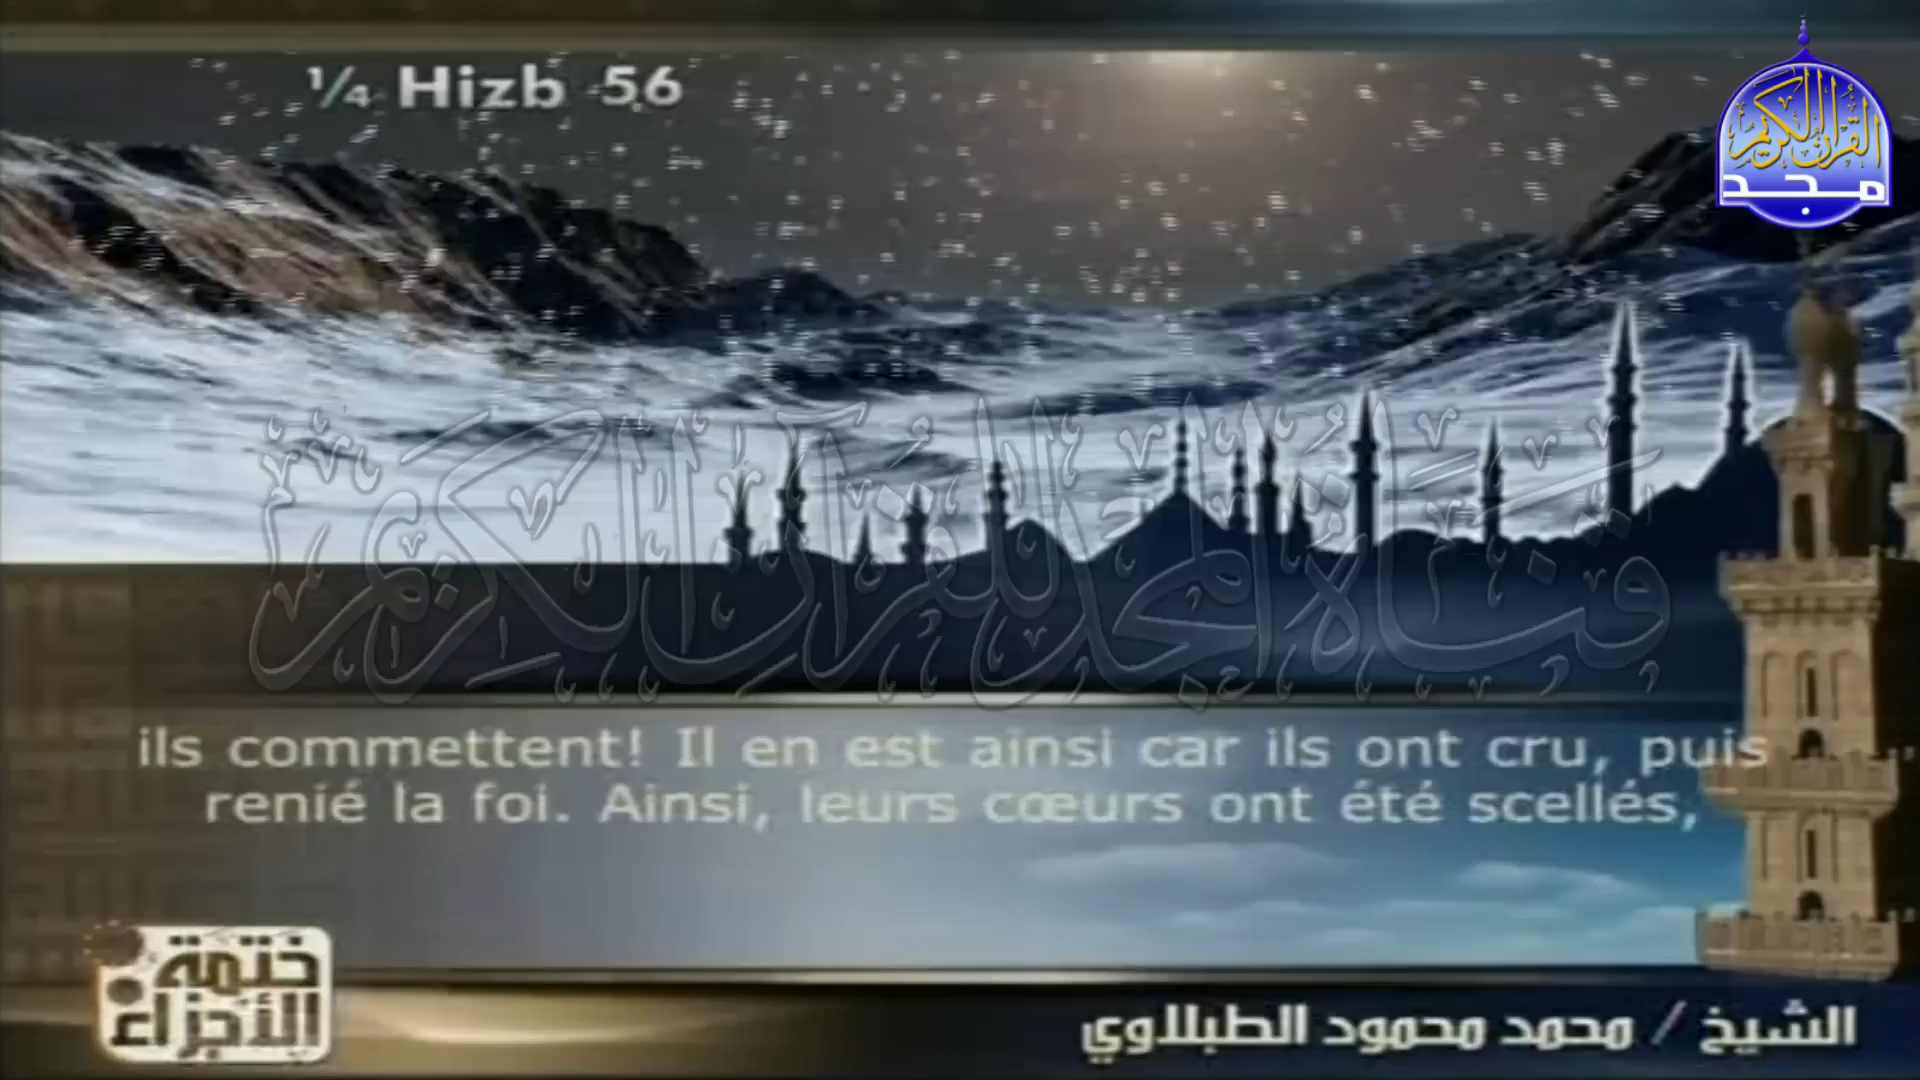 ¼ Hizb 56
القرآن الكريم
مجد
قناة المجد للقرآن الكريم
ils commettent! Il en est ainsi car ils ont cru, puis
renié la foi. Ainsi, leurs cœurs ont été scellés,
ختمة
الأجزاء
الشيخ / محمد محمود الطبلاوي